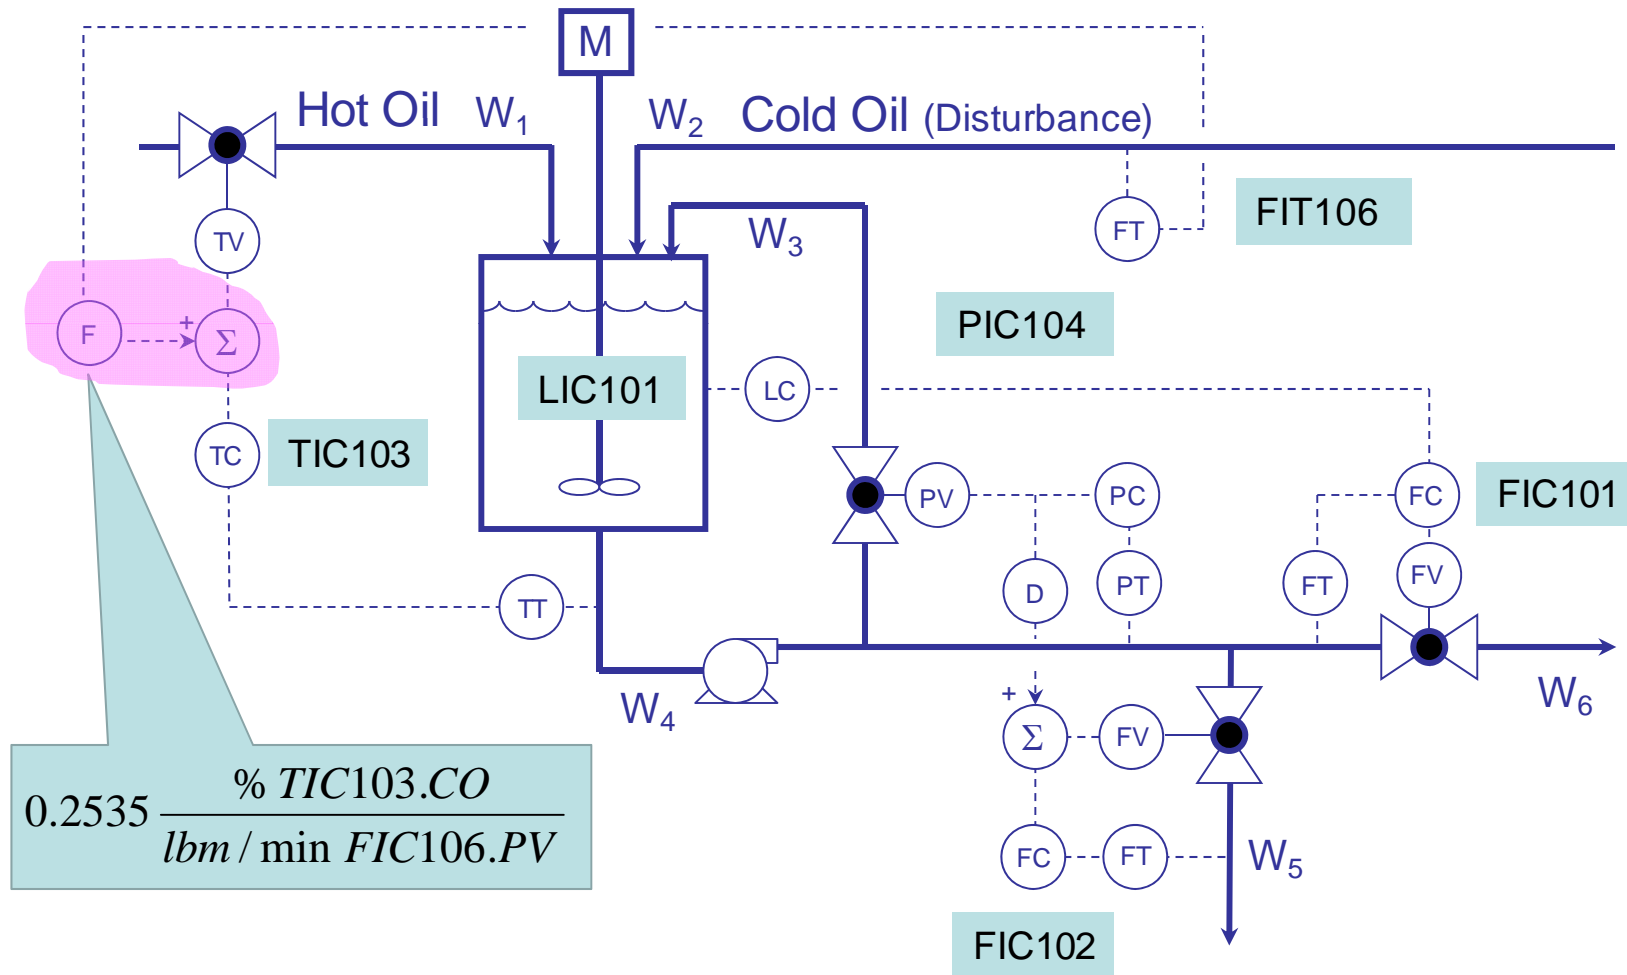 M
Hot Oil W₁
W₂ Cold Oil (Disturbance)
FIT106
FT
TV
W₃
F
+
Σ
PIC104
LIC101
LC
TC
TIC103
PV
PC
FC
FIC101
D
PT
FT
FV
TT
W₄
+
Σ
FV
W₆
0.2535 % TIC103.CO
lbm / min FIC106.PV
FC
FT
W₅
FIC102